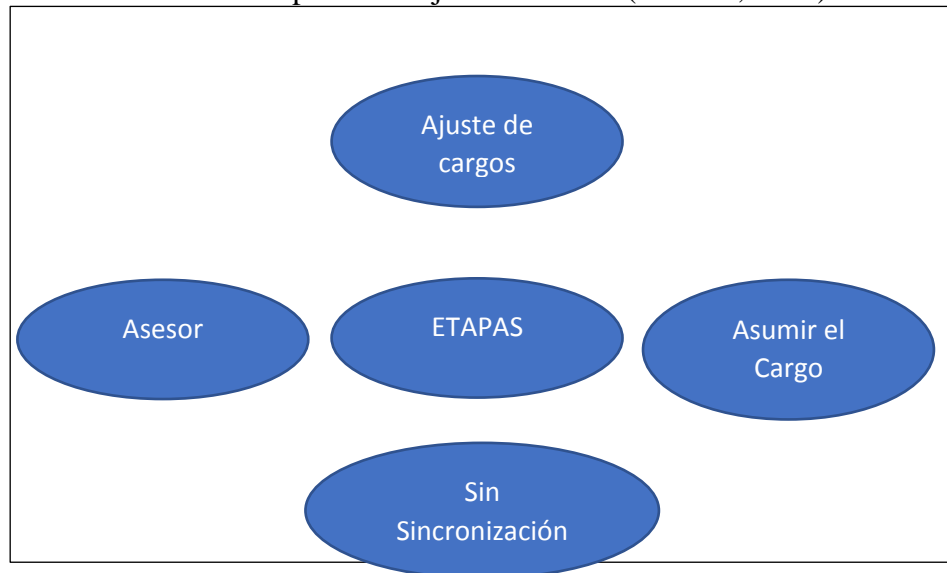 Ajuste de
cargos
Asesor
ETAPAS
Asumir el
Cargo
Sin
Sincronización